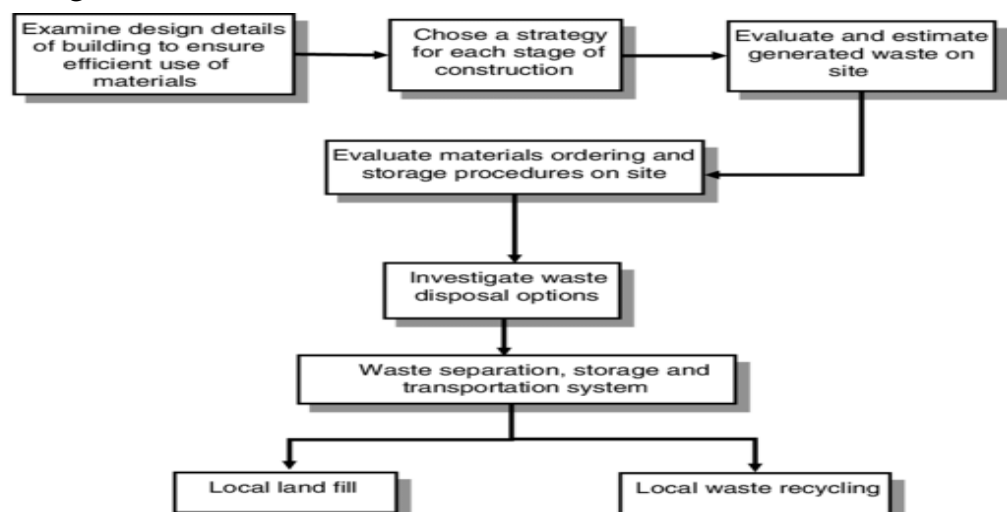 Examine design details
of building to ensure
efficient use of
materials
Chose a strategy
for each stage of
construction
Evaluate and estimate
generated waste on
site
Evaluate materials ordering and
storage procedures on site
Investigate waste
disposal options
Waste separation, storage and
transportation system
Local land fill
Local waste recycling